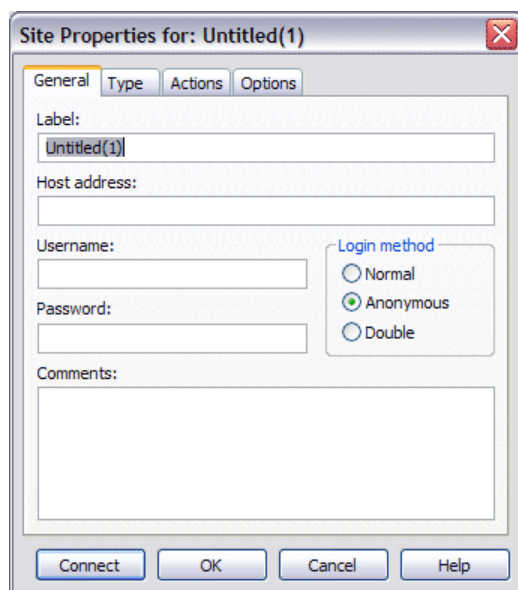 Site Properties for: Untitled(1)
General Type Actions Options
Label:
Untitled(1)
Host address:
Username:
Login method
Normal
Password:
Anonymous
Double
Comments:
Connect OK Cancel Help